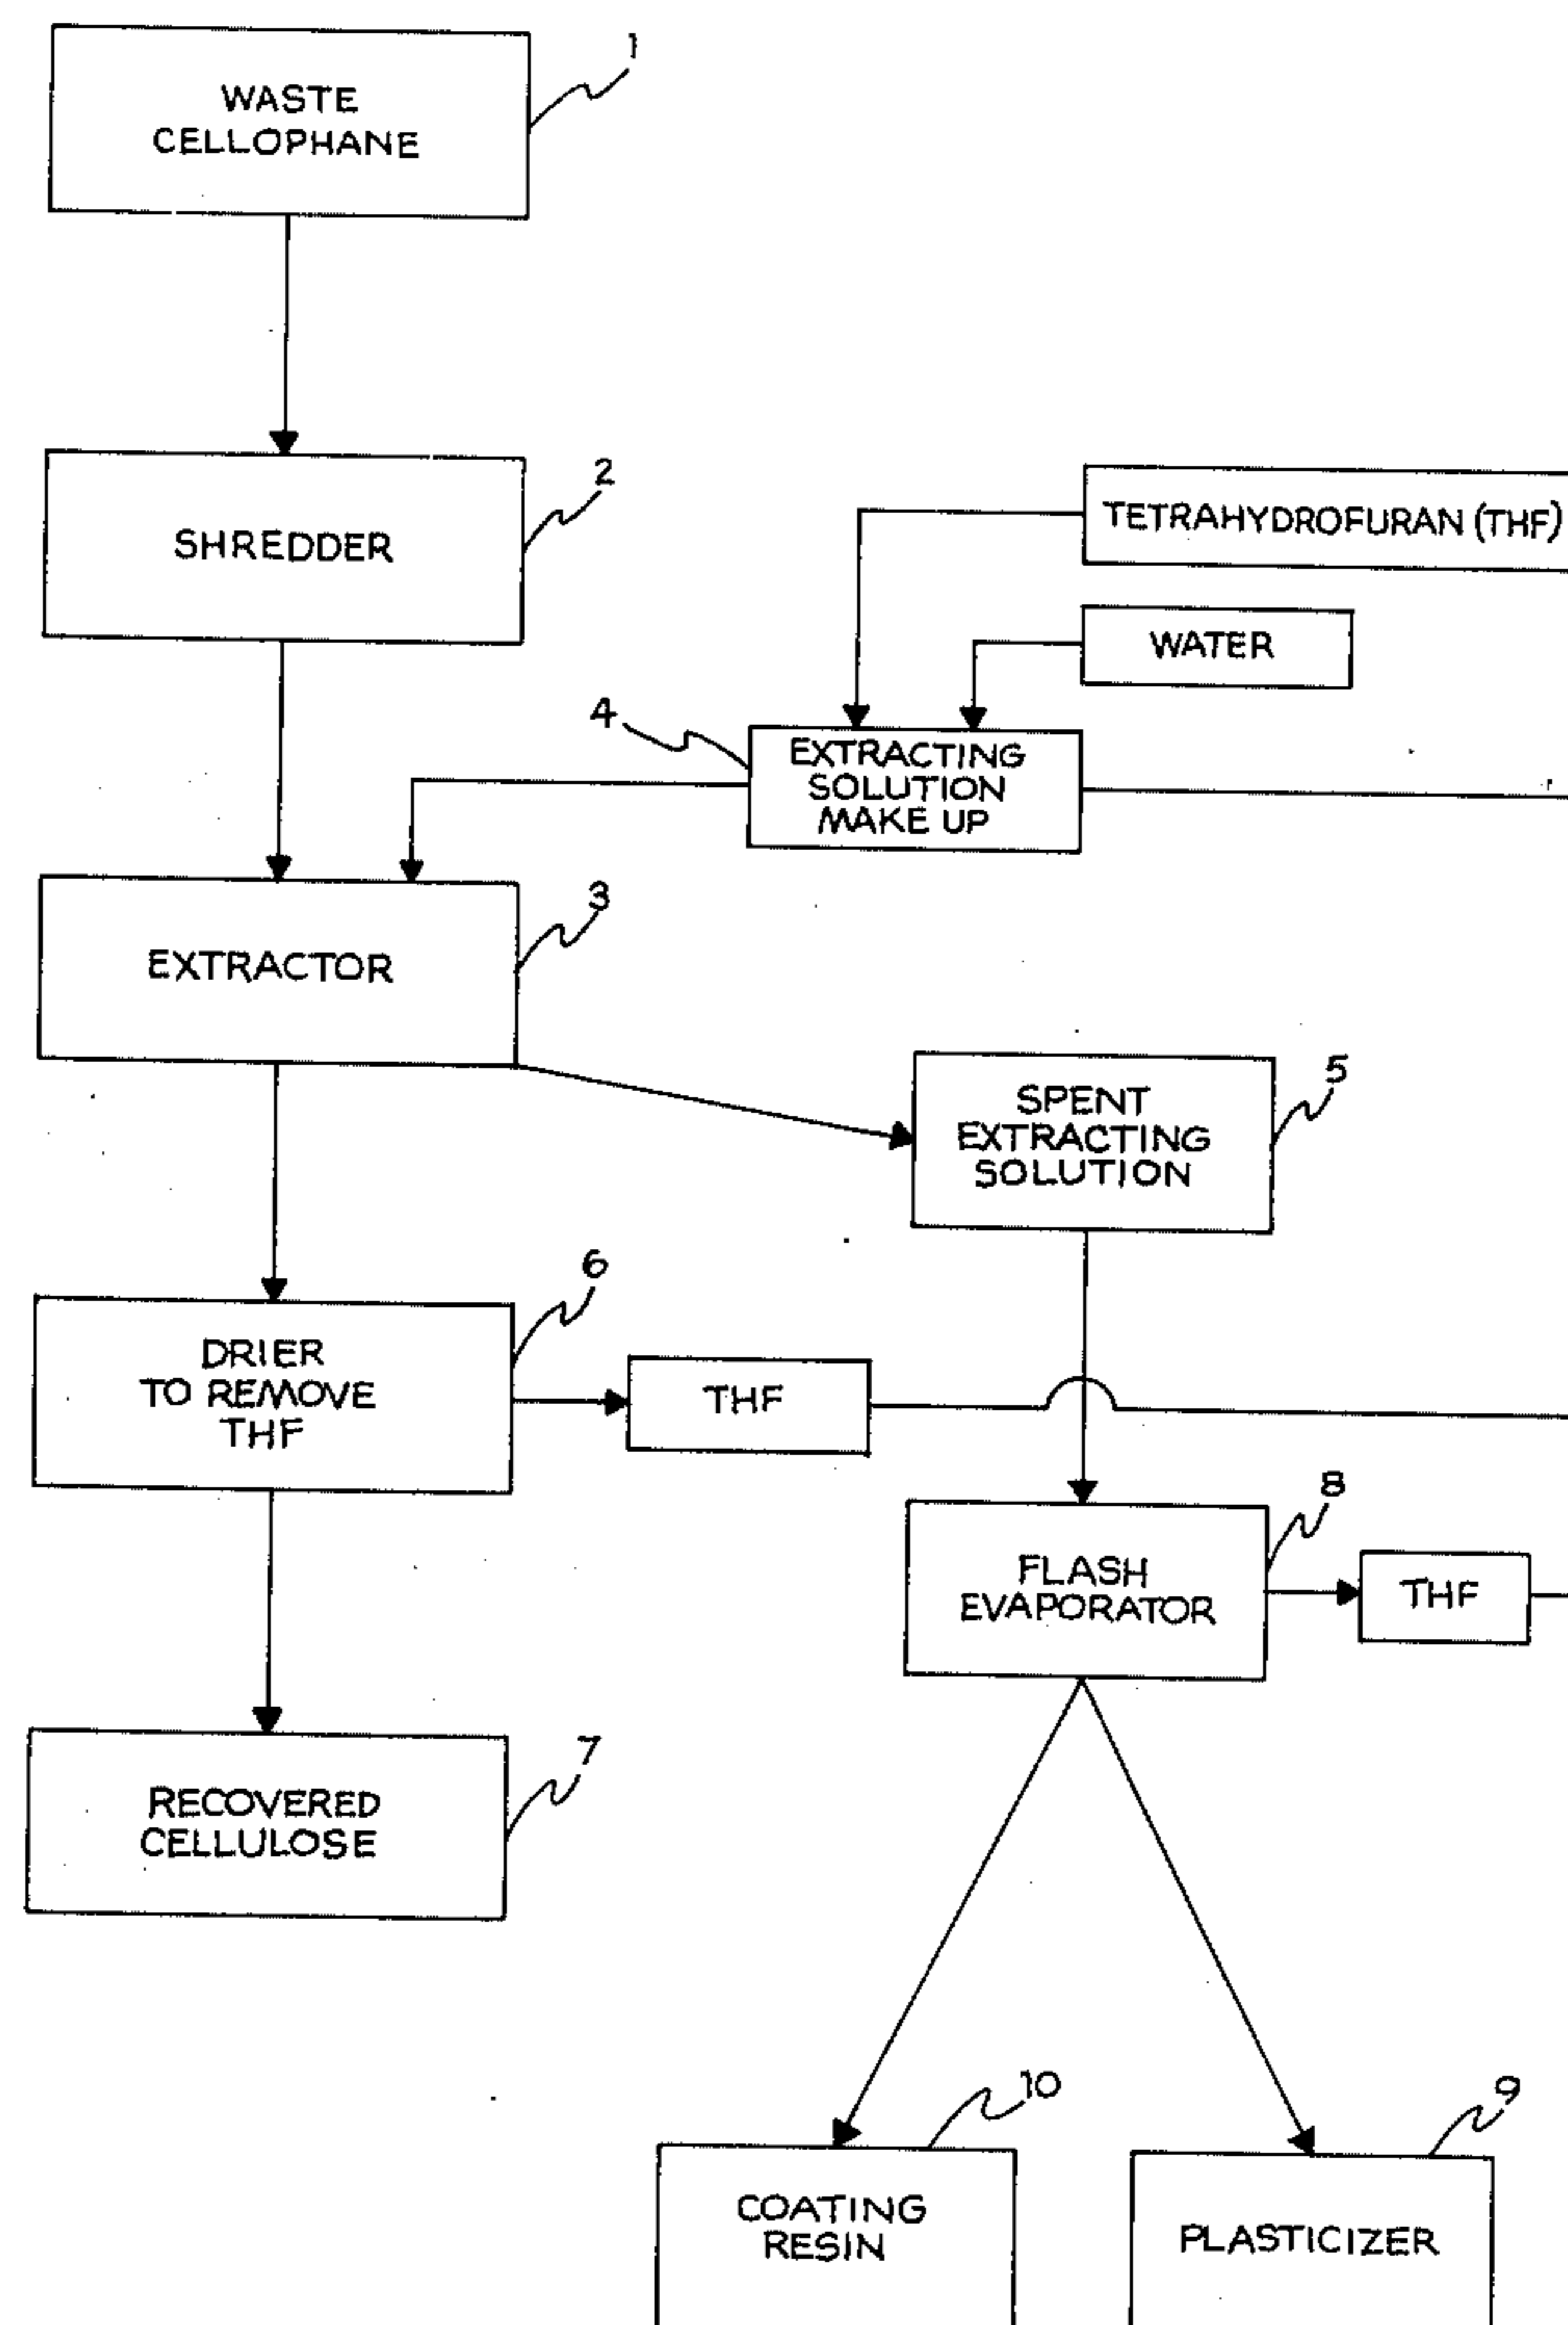 1
WASTE
CELLOPHANE
2
SHREDDER
TETRAHYDROFURAN (THF)
WATER
4
EXTRACTING
SOLUTION
MAKE UP
3
EXTRACTOR
5
SPENT
EXTRACTING
SOLUTION
6
DRIER
TO REMOVE
THF
THF
8
FLASH
EVAPORATOR
THF
7
RECOVERED
CELLULOSE
10
COATING
RESIN
9
PLASTICIZER